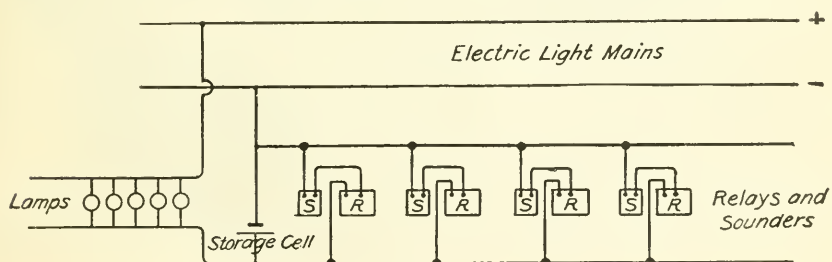 +
Electric Light Mains
-
S R S R S R S R
Lamps
Relays and
Sounders
Storage Cell